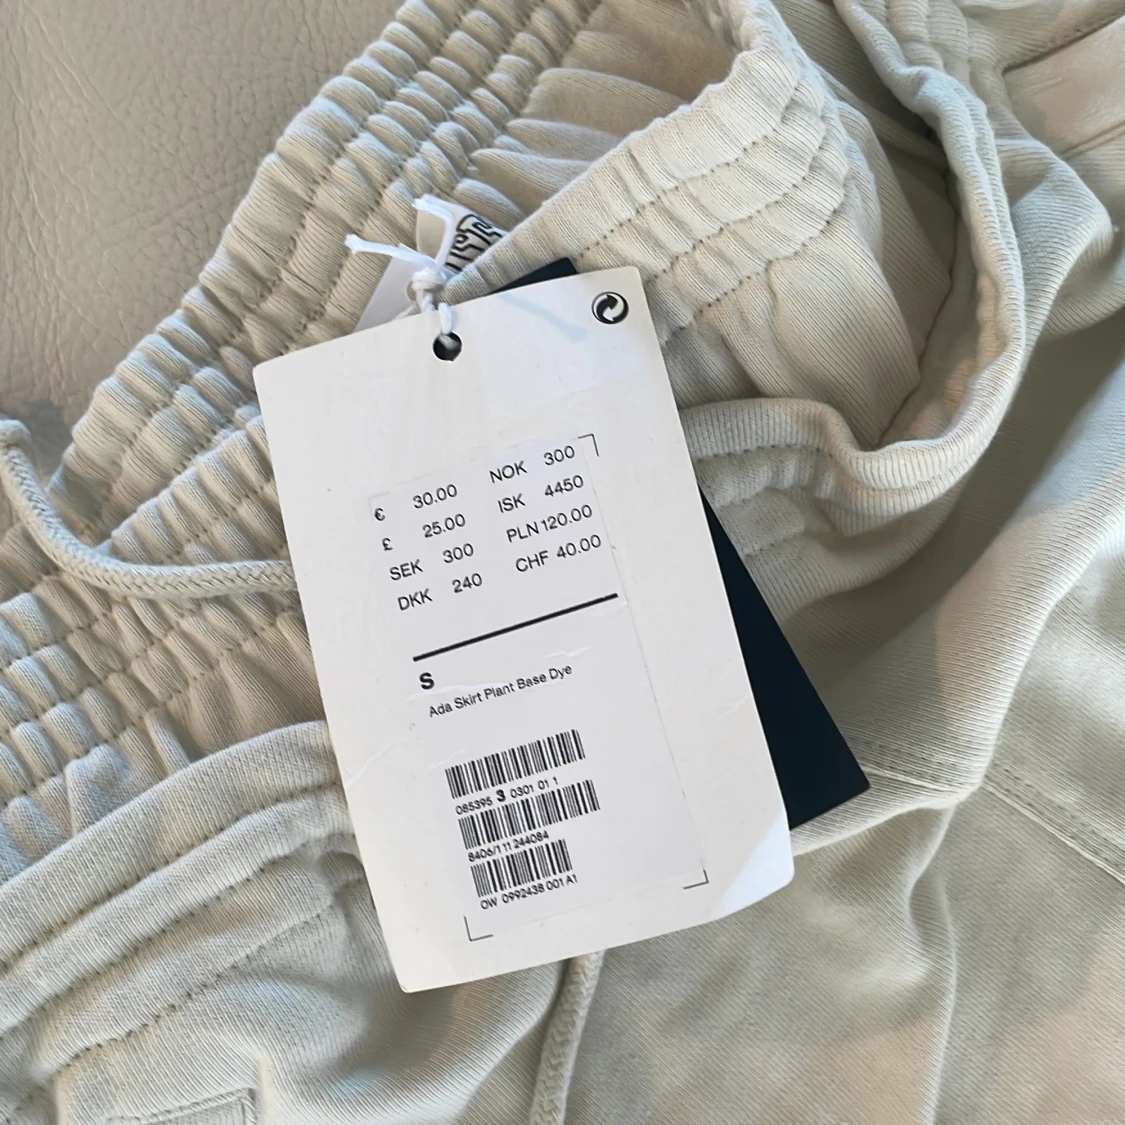 € 30.00 NOK 300
£ 25.00 ISK 4450
SEK 300 PLN 120.00
DKK 240 CHF 40.00
S
Ada Skirt Plant Base Dye
085395 3 0301 01 1
8406/1 11 244084
OW 0992438 001 A1